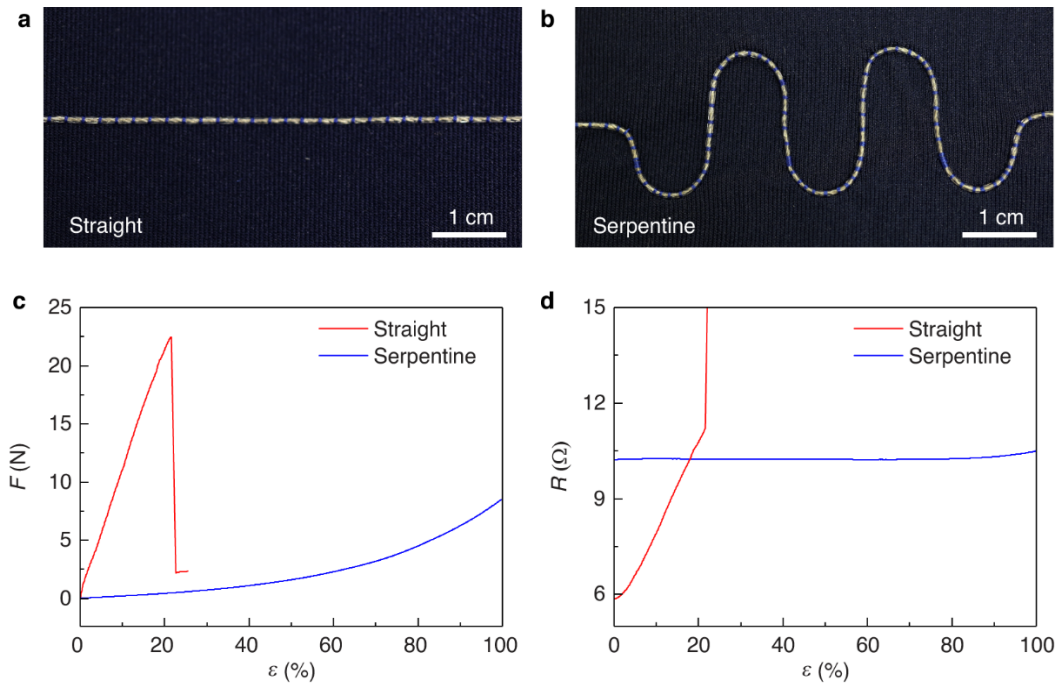 a
Straight
1 cm
b
Serpentine
1 cm
c
25
20
15
10
5
0
F (N)
Straight
Serpentine
0 20 40 60 80 100
ε (%)
d
15
12
9
6
R (Ω)
Straight
Serpentine
0 20 40 60 80 100
ε (%)